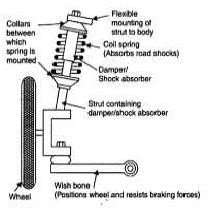 Collars
between
which
spring is
mounted
Flexible
mounting of
strut to body
Coil spring
(Absorbs road shocks)
Damper/
Shock absorber
Strut containing
damper/shock absorber
Wheel
Wish bone
(Positions wheel and resists braking forces)